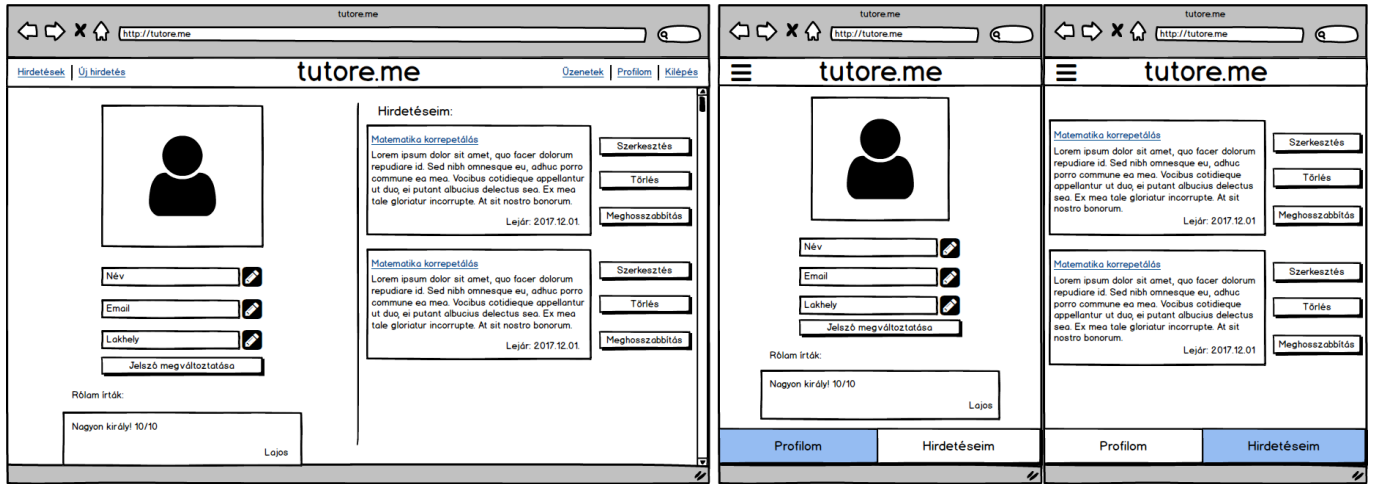 tutore.me
http://tutore.me
Hirdetések
Új hirdetés
tutore.me
Üzenetek
Profilom
Kilépés
Név
Email
Lakhely
Jelszó megváltoztatása
Rólam írták:
Nagyon király! 10/10
Lajos
Hirdetéseim:
Matematika korrepetálás
Lorem ipsum dolor sit amet, quo facer dolorum
repudiare id. Sed nibh omnesque eu, adhuc porro
commune ea mea. Vocibus cotidieque appellantur
ut duo, ei putant albucius delectus sea. Ex mea
tale gloriatur incorrupte. At sit nostro bonorum.
Lejár: 2017.12.01.
Szerkesztés
Törlés
Meghosszabbítás
Matematika korrepetálás
Lorem ipsum dolor sit amet, quo facer dolorum
repudiare id. Sed nibh omnesque eu, adhuc porro
commune ea mea. Vocibus cotidieque appellantur
ut duo, ei putant albucius delectus sea. Ex mea
tale gloriatur incorrupte. At sit nostro bonorum.
Lejár: 2017.12.01.
Szerkesztés
Törlés
Meghosszabbítás
tutore.me
http://tutore.me
tutore.me
Név
Email
Lakhely
Jelszó megváltoztatása
Rólam írták:
Nagyon király! 10/10
Lajos
Profilom
Hirdetéseim
tutore.me
http://tutore.me
tutore.me
Matematika korrepetálás
Lorem ipsum dolor sit amet, quo facer
dolorum repudiare id. Sed nibh
omnesque eu, adhuc porro commune
ea mea. Vocibus cotidieque
appellantur ut duo, ei putant albucius
delectus sea. Ex mea tale gloriatur
incorrupte. At sit nostro bonorum.
Lejár: 2017.12.01
Szerkesztés
Törlés
Meghosszabbítás
Matematika korrepetálás
Lorem ipsum dolor sit amet, quo facer
dolorum repudiare id. Sed nibh
omnesque eu, adhuc porro commune
ea mea. Vocibus cotidieque
appellantur ut duo, ei putant albucius
delectus sea. Ex mea tale gloriatur
incorrupte. At sit nostro bonorum.
Lejár: 2017.12.01
Szerkesztés
Törlés
Meghosszabbítás
Profilom
Hirdetéseim